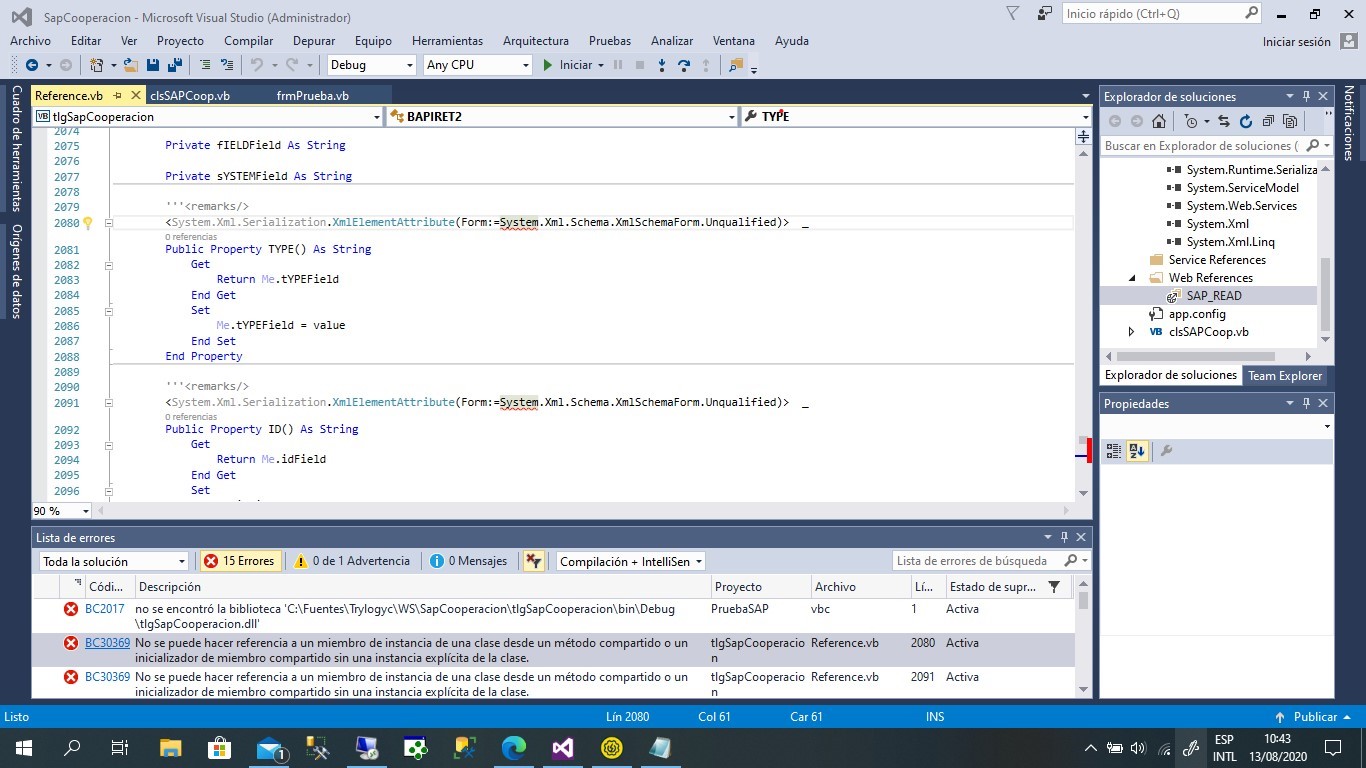 SapCooperacion - Microsoft Visual Studio (Administrador)
Inicio rápido (Ctrl+Q)
Archivo Editar Ver Proyecto Compilar Depurar Equipo Herramientas Arquitectura Pruebas Analizar Ventana Ayuda
Iniciar sesión
Debug Any CPU Iniciar
Cuadro de herramientas
Orígenes de datos
Reference.vb clsSAPCoop.vb frmPrueba.vb
tlgSapCooperacion BAPIRET2 TYPE
2074
2075 Private fIELDField As String
2076
2077 Private sYSTEMField As String
2078
2079 '''<remarks/>
2080 <System.Xml.Serialization.XmlElementAttribute(Form:=System.Xml.Schema.XmlSchemaForm.Unqualified)> _
0 referencias
2081 Public Property TYPE() As String
2082 Get
2083 Return Me.tYPEField
2084 End Get
2085 Set
2086 Me.tYPEField = value
2087 End Set
2088 End Property
2089
2090 '''<remarks/>
2091 <System.Xml.Serialization.XmlElementAttribute(Form:=System.Xml.Schema.XmlSchemaForm.Unqualified)> _
0 referencias
2092 Public Property ID() As String
2093 Get
2094 Return Me.idField
2095 End Get
2096 Set
90 %
Explorador de soluciones
Buscar en Explorador de soluciones (
System.Runtime.Serializa
System.ServiceModel
System.Web.Services
System.Xml
System.Xml.Linq
Service References
Web References
SAP_READ
app.config
VB clsSAPCoop.vb
Explorador de soluciones Team Explorer
Propiedades
Notificaciones
Lista de errores
Toda la solución 15 Errores 0 de 1 Advertencia 0 Mensajes Compilación + IntelliSen Lista de errores de búsqueda
Códi... Descripción Proyecto Archivo Lí... Estado de supr...
BC2017 no se encontró la biblioteca 'C:\Fuentes\Trylogyc\WS\SapCooperacion\tlgSapCooperacion\bin\Debug PruebaSAP vbc 1 Activa
\tlgSapCooperacion.dll'
BC30369 No se puede hacer referencia a un miembro de instancia de una clase desde un método compartido o un tlgSapCooperacio Reference.vb 2080 Activa
inicializador de miembro compartido sin una instancia explícita de la clase. n
BC30369 No se puede hacer referencia a un miembro de instancia de una clase desde un método compartido o un tlgSapCooperacio Reference.vb 2091 Activa
inicializador de miembro compartido sin una instancia explícita de la clase. n
Listo Lín 2080 Col 61 Car 61 INS Publicar
1
ESP 10:43
INTL 13/08/2020